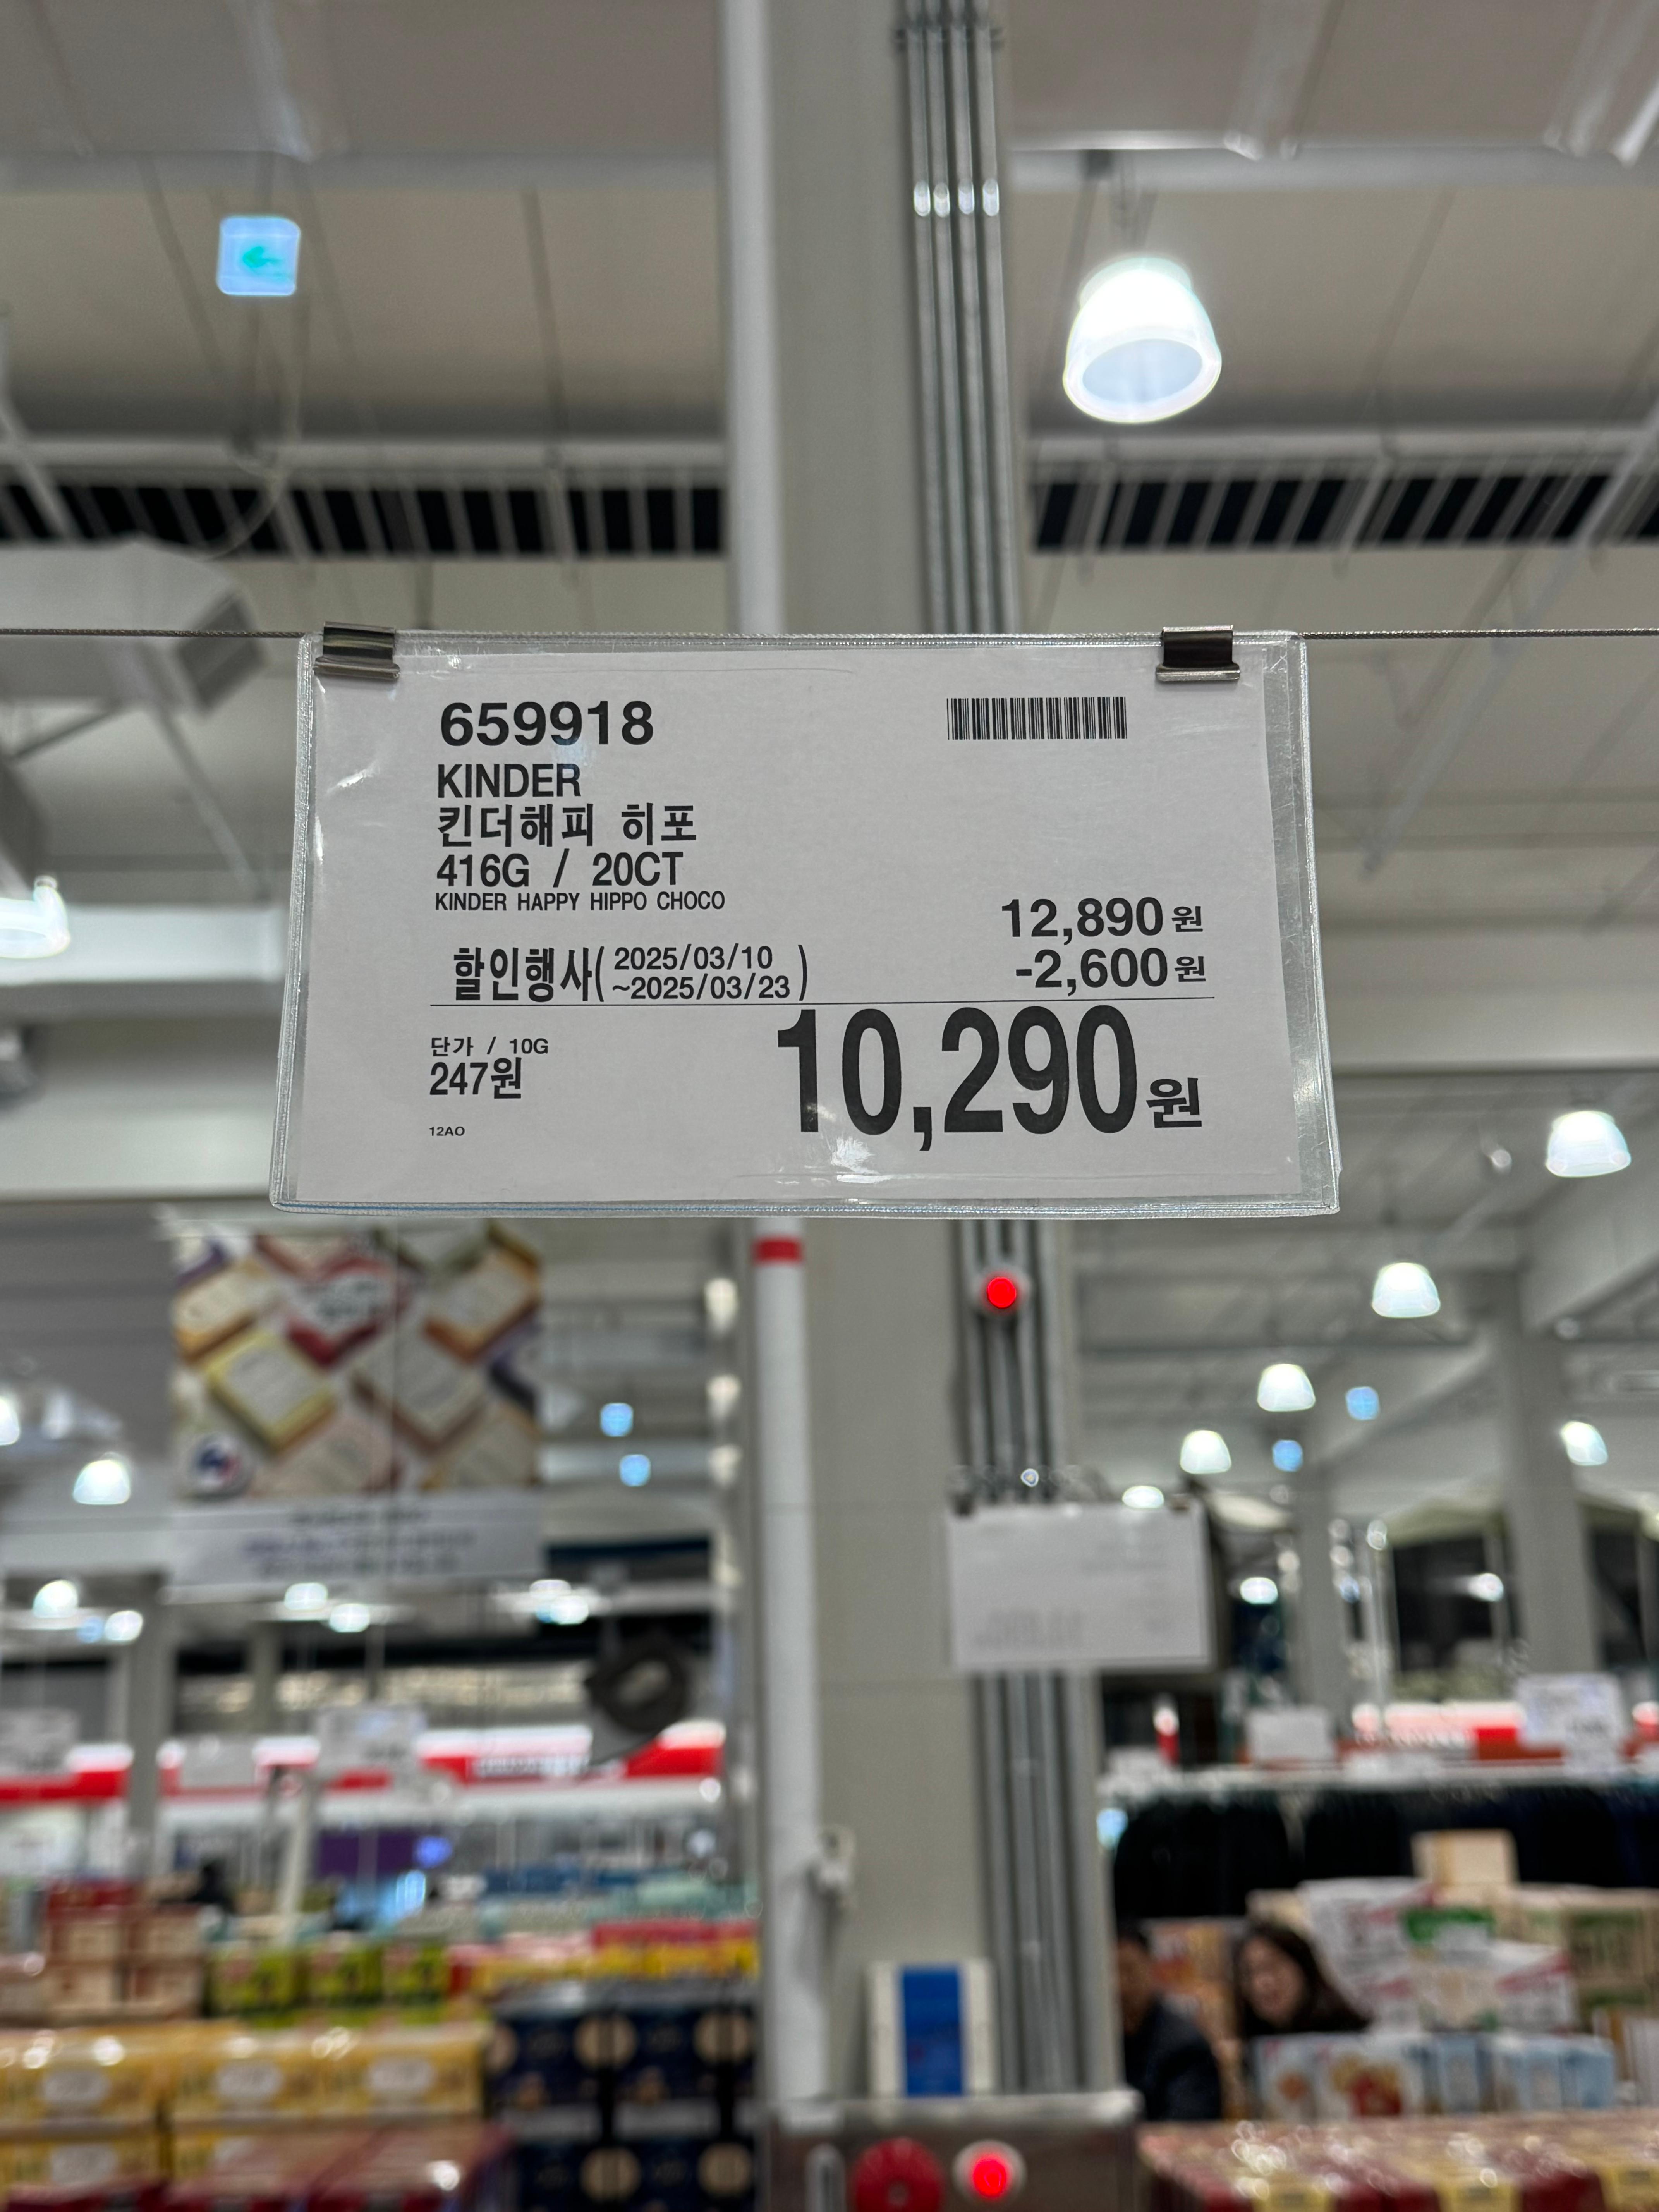 659918
KINDER
킨더해피 히포
416G / 20CT
KINDER HAPPY HIPPO CHOCO
12,890원
할인행사( 2025/03/10
~2025/03/23 )
-2,600원
단가 / 10G
247원
10,290원
12AO